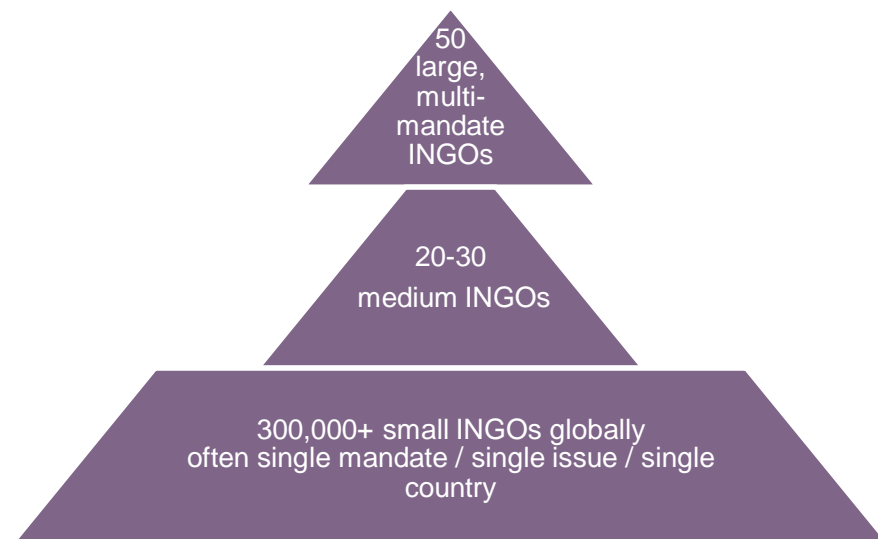 50
large,
multi-
mandate
INGOs
20-30
medium INGOs
300,000+ small INGOs globally
often single mandate / single issue / single
country